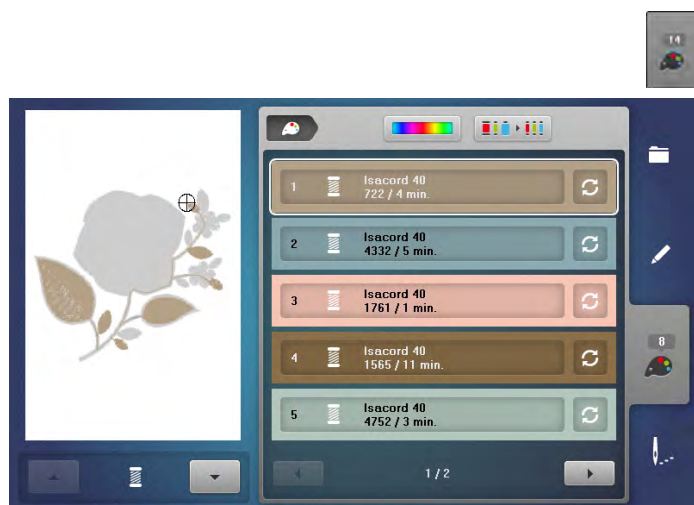 14
1 Isacord 40
722 / 4 min.
2 Isacord 40
4332 / 5 min.
3 Isacord 40
1761 / 1 min.
8
4 Isacord 40
1565 / 11 min.
5 Isacord 40
4752 / 3 min.
1 / 2